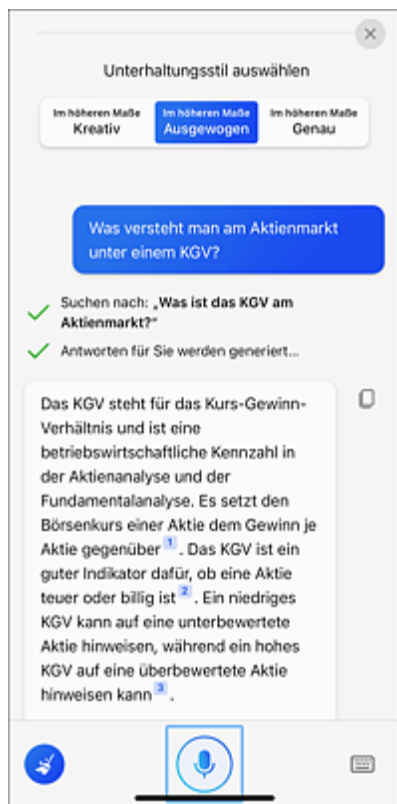 Unterhaltungsstil auswählen
Im höheren Maße
Kreativ
Im höheren Maße
Ausgewogen
Im höheren Maße
Genau
Was versteht man am Aktienmarkt
unter einem KGV?
Suchen nach: „Was ist das KGV am
Aktienmarkt?“
Antworten für Sie werden generiert...
Das KGV steht für das Kurs-Gewinn-
Verhältnis und ist eine
betriebswirtschaftliche Kennzahl in
der Aktienanalyse und der
Fundamentalanalyse. Es setzt den
Börsenkurs einer Aktie dem Gewinn je
Aktie gegenüber 1 . Das KGV ist ein
guter Indikator dafür, ob eine Aktie
teuer oder billig ist 2 . Ein niedriges
KGV kann auf eine unterbewertete
Aktie hinweisen, während ein hohes
KGV auf eine überbewertete Aktie
hinweisen kann 3 .